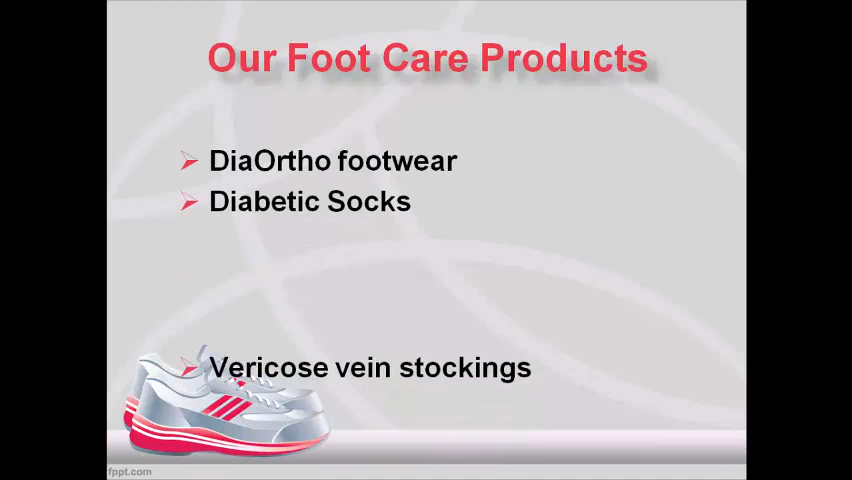 Our Foot Care Products
DiaOrtho footwear
Diabetic Socks
Vericose vein stockings
fppt.com